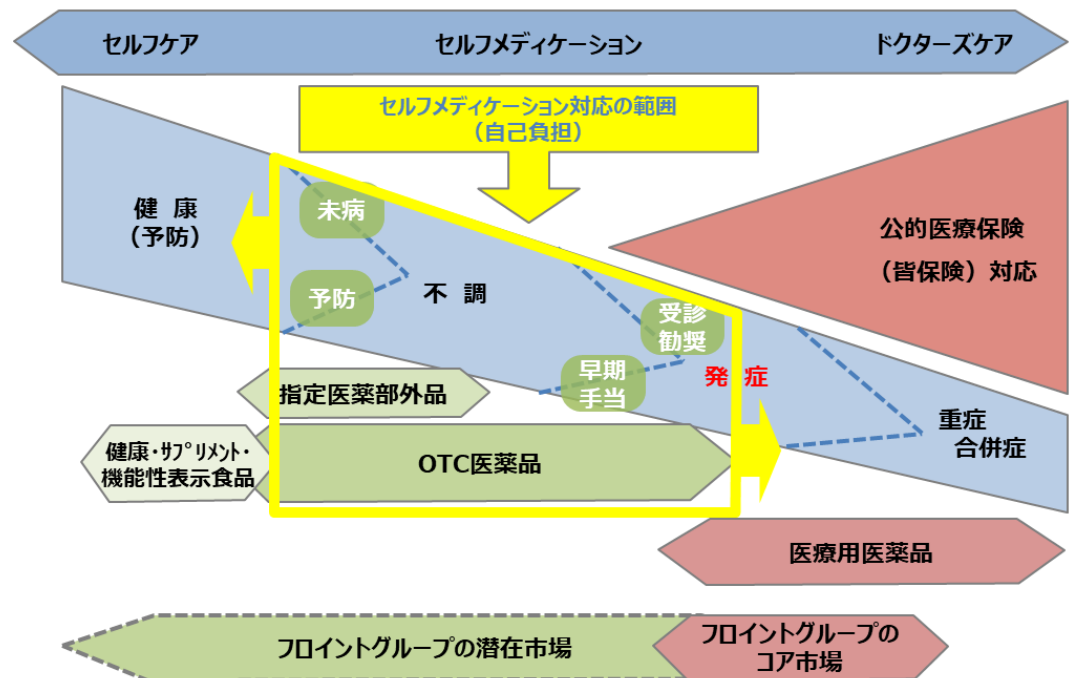 セルフケア
セルフメディケーション
ドクターズケア
セルフメディケーション対応の範囲
（自己負担）
健 康
（予防）
未病
予防
不 調
公的医療保険
（皆保険）対応
受診
勧奨
早期
手当
発 症
重症
合併症
指定医薬部外品
健康・ｻﾌﾟﾘﾒﾝﾄ・
機能性表示食品
OTC医薬品
医療用医薬品
フロイントグループの潜在市場
フロイントグループの
コア市場